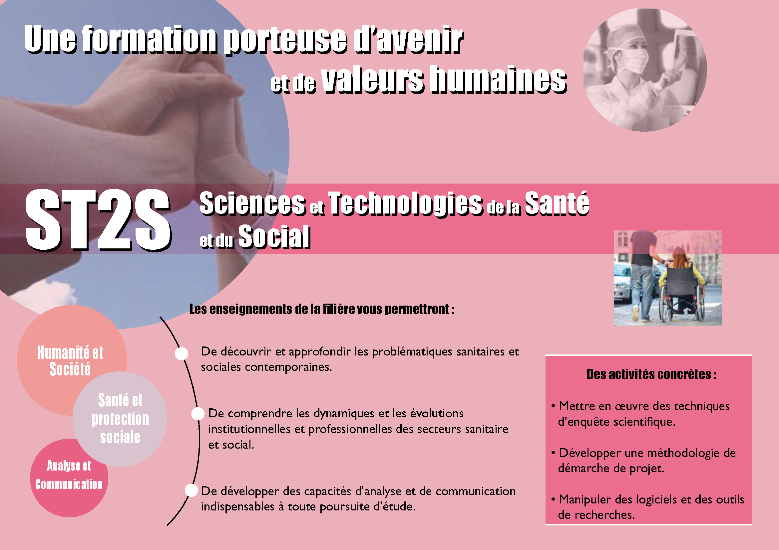 Une formation porteuse d'avenir
et de valeurs humaines
ST2S
Sciences et Technologies de la Santé
et du Social
Les enseignements de la filière vous permettront :
Humanité et
Société
Santé et
protection
sociale
Analyse et
Communication
De découvrir et approfondir les problématiques sanitaires et
sociales contemporaines.
De comprendre les dynamiques et les évolutions
institutionnelles et professionnelles des secteurs sanitaire
et social.
De développer des capacités d'analyse et de communication
indispensables à toute poursuite d'étude.
Des activités concrètes :
• Mettre en œuvre des techniques
d'enquête scientifique.
• Développer une méthodologie de
démarche de projet.
• Manipuler des logiciels et des outils
de recherches.